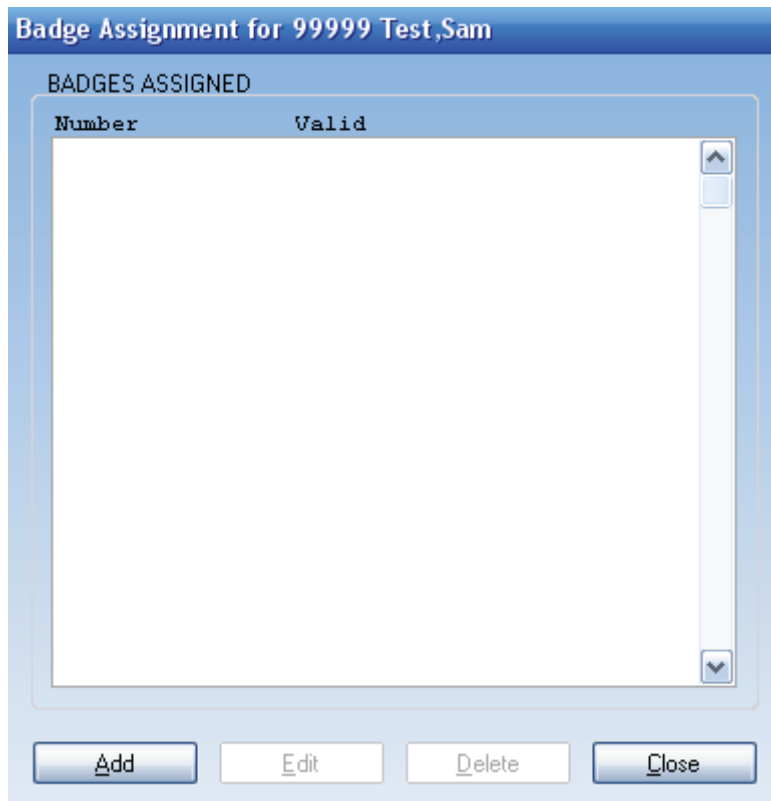 Badge Assignment for 99999 Test,Sam
BADGES ASSIGNED
Number Valid
Add Edit Delete Close